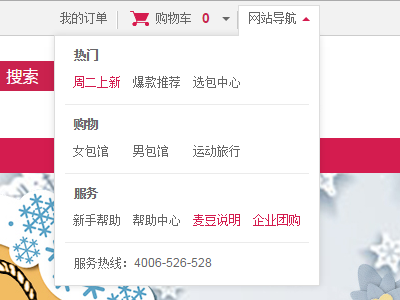 我的订单 购物车 0 网站导航
热门
搜索
周二上新 爆款推荐 选包中心
购物
女包馆 男包馆 运动旅行
服务
新手帮助 帮助中心 麦豆说明 企业团购
服务热线：4006-526-528